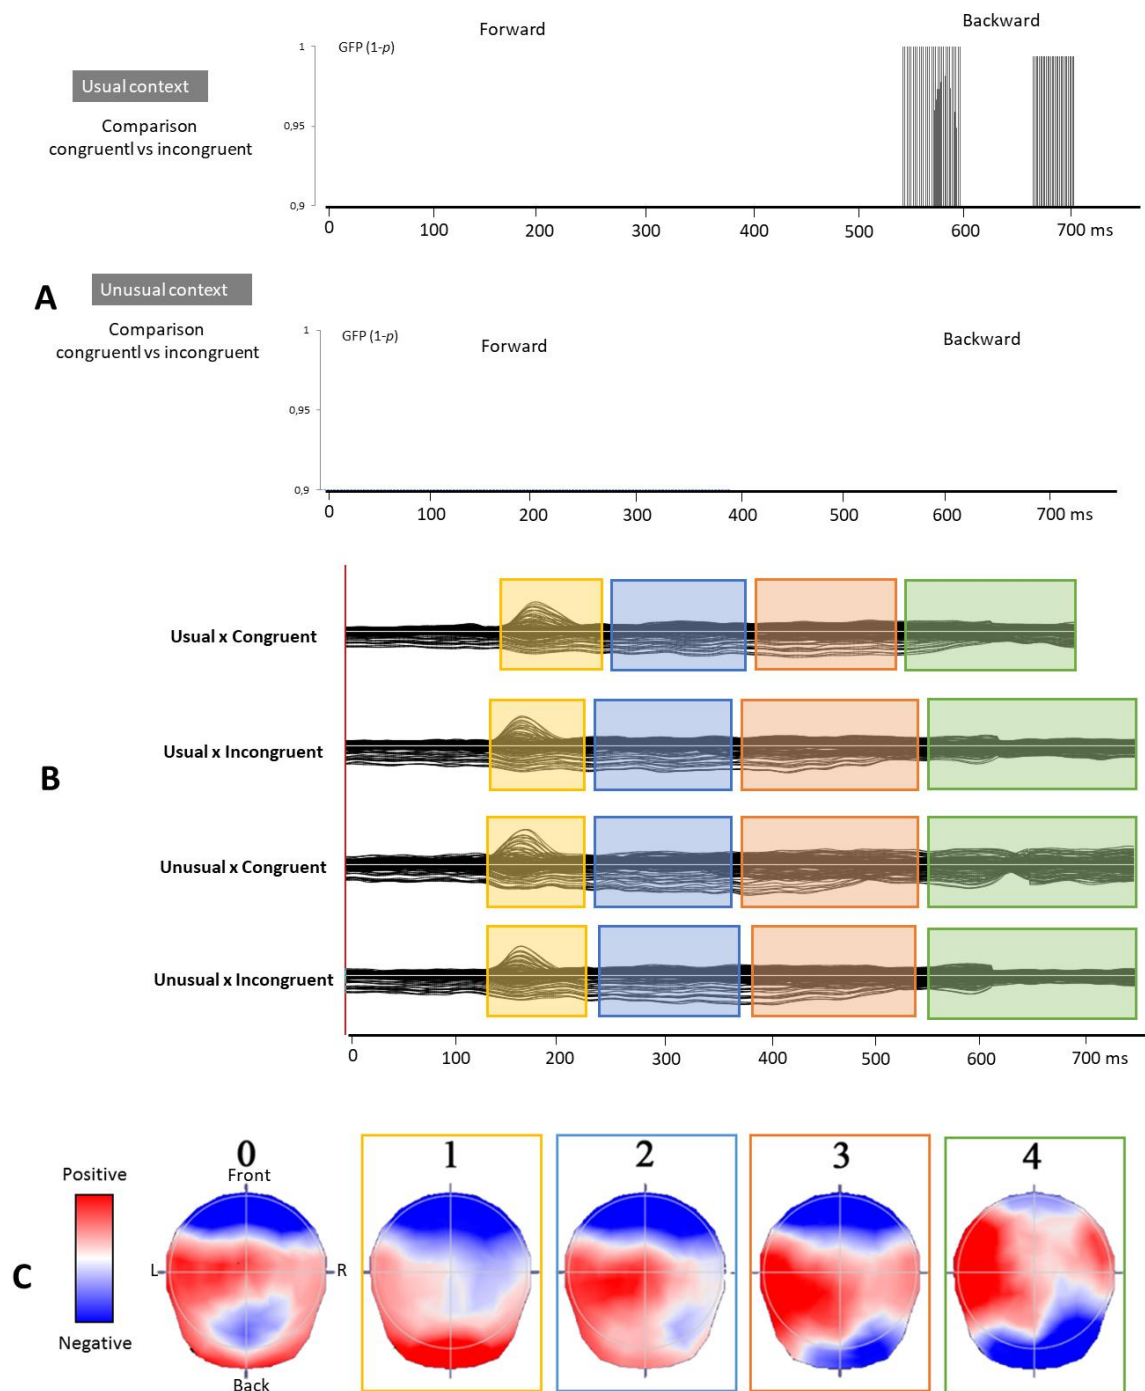 Forward
Backward
1
GFP (1-p)
Usual context
Comparison
congruentl vs incongruent
0,95
0,9
0 100 200 300 400 500 600 700 ms
A
Unusual context
Comparison
congruentl vs incongruent
1
GFP (1-p)
Forward
Backward
0,95
0,9
0 100 200 300 400 500 600 700 ms
B
Usual x Congruent
Usual x Incongruent
Unusual x Congruent
Unusual x Incongruent
0 100 200 300 400 500 600 700 ms
C
Positive
Negative
0 1 2 3 4
Front
L R
Back